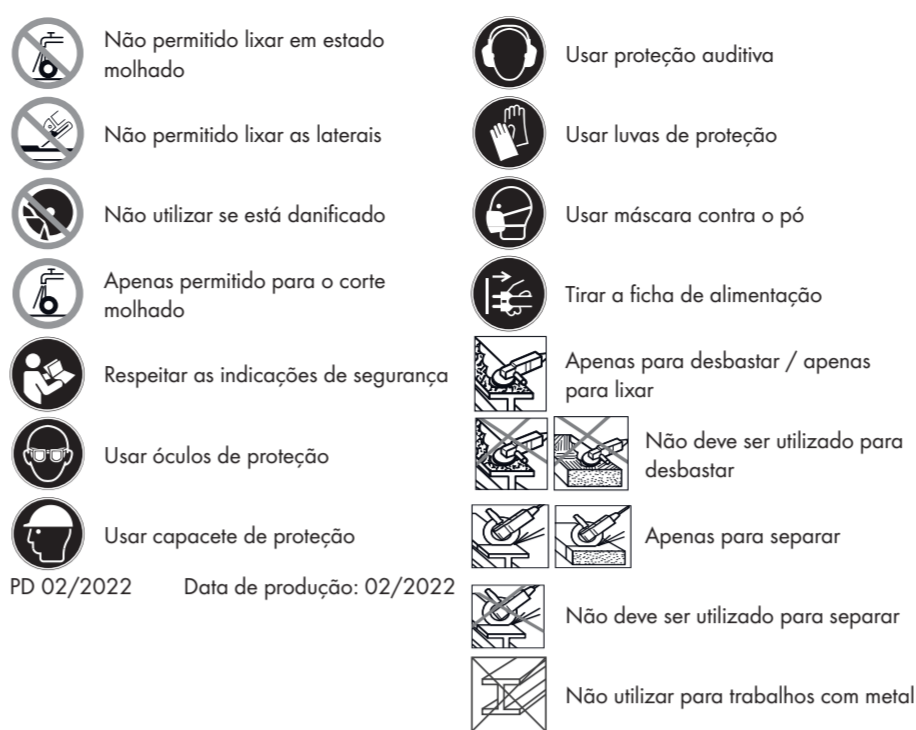 Não permitido lixar em estado
molhado
Não permitido lixar as laterais
Não utilizar se está danificado
Apenas permitido para o corte
molhado
Respeitar as indicações de segurança
Usar óculos de proteção
Usar capacete de proteção
PD 02/2022 Data de produção: 02/2022
Usar proteção auditiva
Usar luvas de proteção
Usar máscara contra o pó
Tirar a ficha de alimentação
Apenas para desbastar / apenas
para lixar
Não deve ser utilizado para
desbastar
Apenas para separar
Não deve ser utilizado para separar
Não utilizar para trabalhos com metal